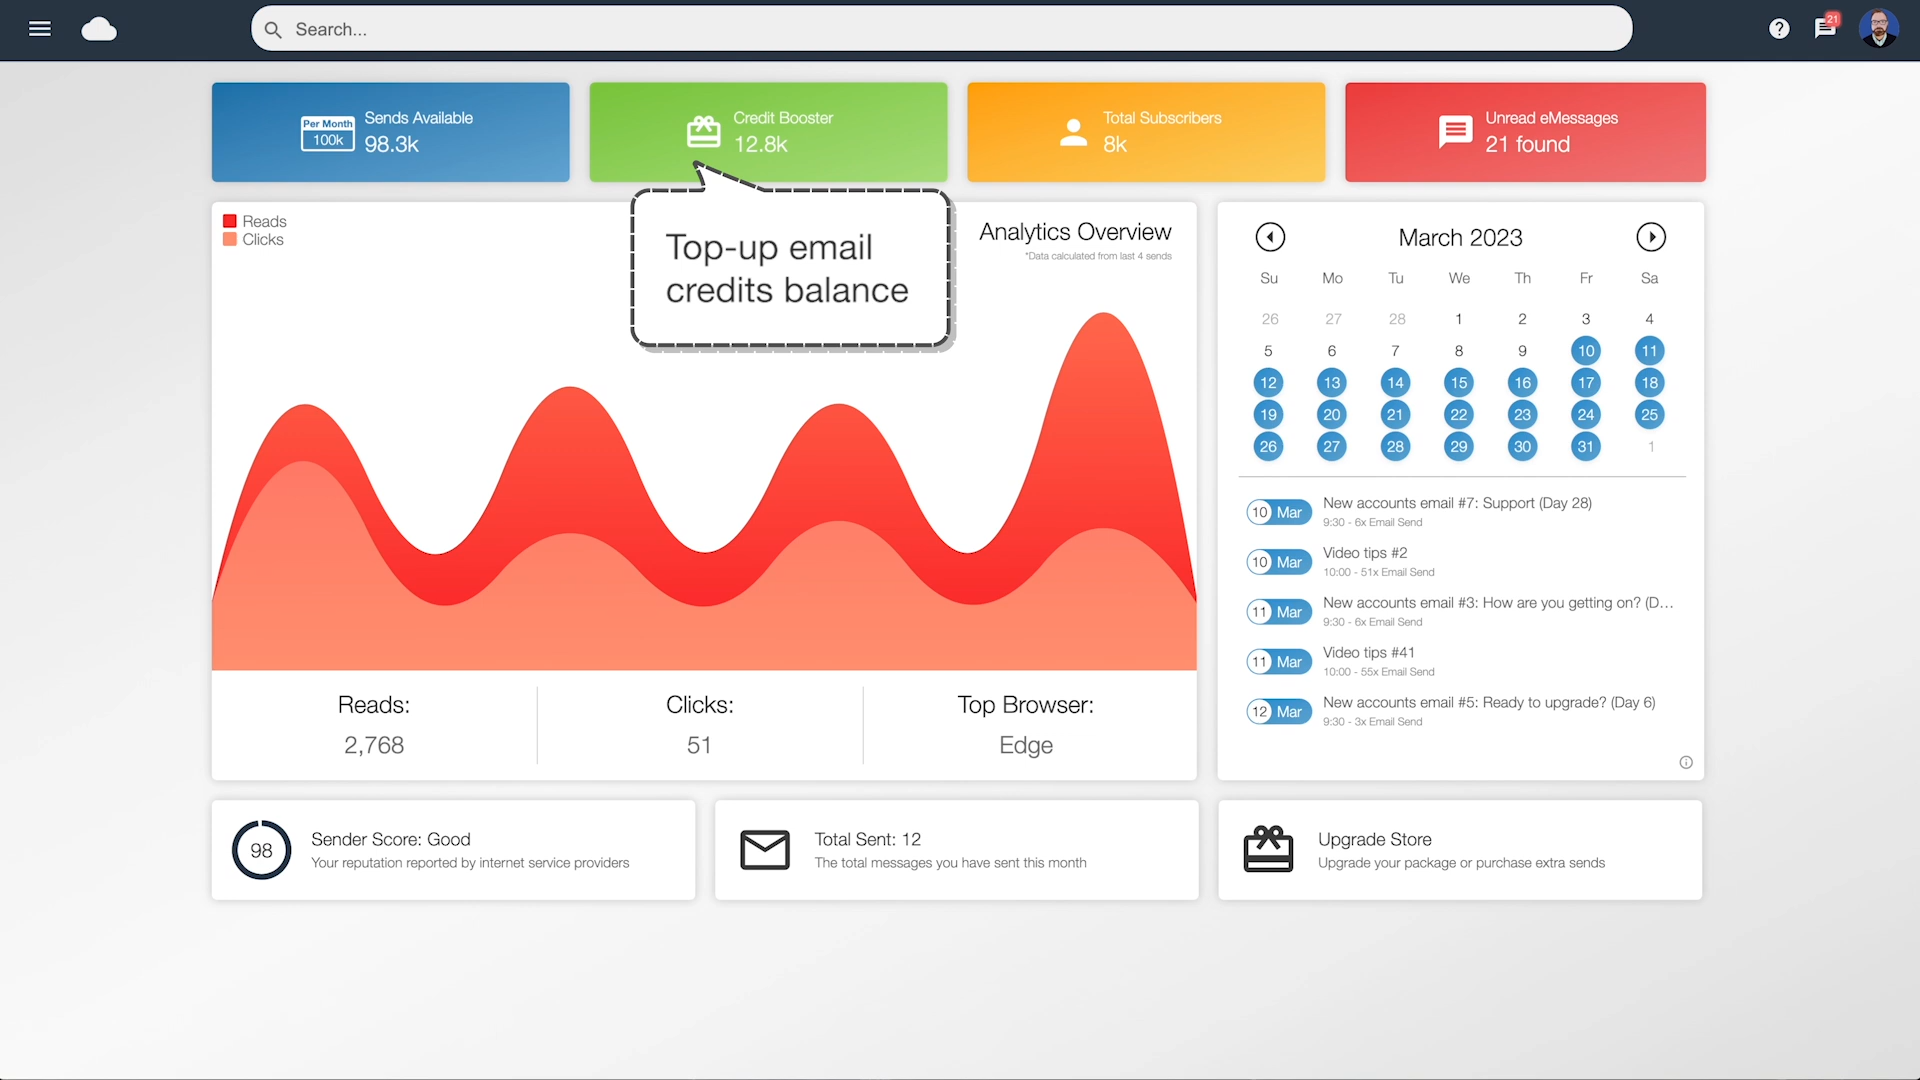 Search...
21
Per Month
100k
Sends Available
98.3k
Credit Booster
12.8k
Total Subscribers
8k
Unread eMessages
21 found
Reads
Clicks
Top-up email
credits balance
Analytics Overview
*Data calculated from last 4 sends
March 2023
Su Mo Tu We Th Fr Sa
26 27 28 1 2 3 4
5 6 7 8 9 10 11
12 13 14 15 16 17 18
19 20 21 22 23 24 25
26 27 28 29 30 31 1
10 Mar
New accounts email #7: Support (Day 28)
9:30 - 6x Email Send
10 Mar
Video tips #2
10:00 - 51x Email Send
11 Mar
New accounts email #3: How are you getting on? (D...
9:30 - 6x Email Send
11 Mar
Video tips #41
10:00 - 55x Email Send
12 Mar
New accounts email #5: Ready to upgrade? (Day 6)
9:30 - 3x Email Send
Reads:
2,768
Clicks:
51
Top Browser:
Edge
98
Sender Score: Good
Your reputation reported by internet service providers
Total Sent: 12
The total messages you have sent this month
Upgrade Store
Upgrade your package or purchase extra sends